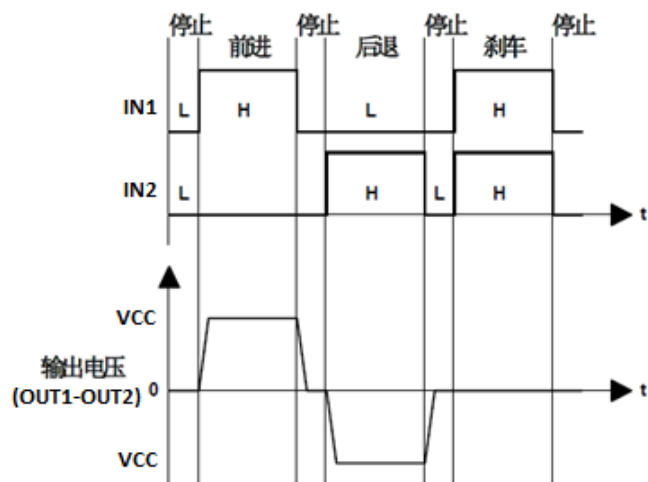 停止 停止 停止 停止
前进 后退 刹车
IN1 L H L H
IN2 L H L H
t
VCC
输出电压 0 t
(OUT1-OUT2)
VCC